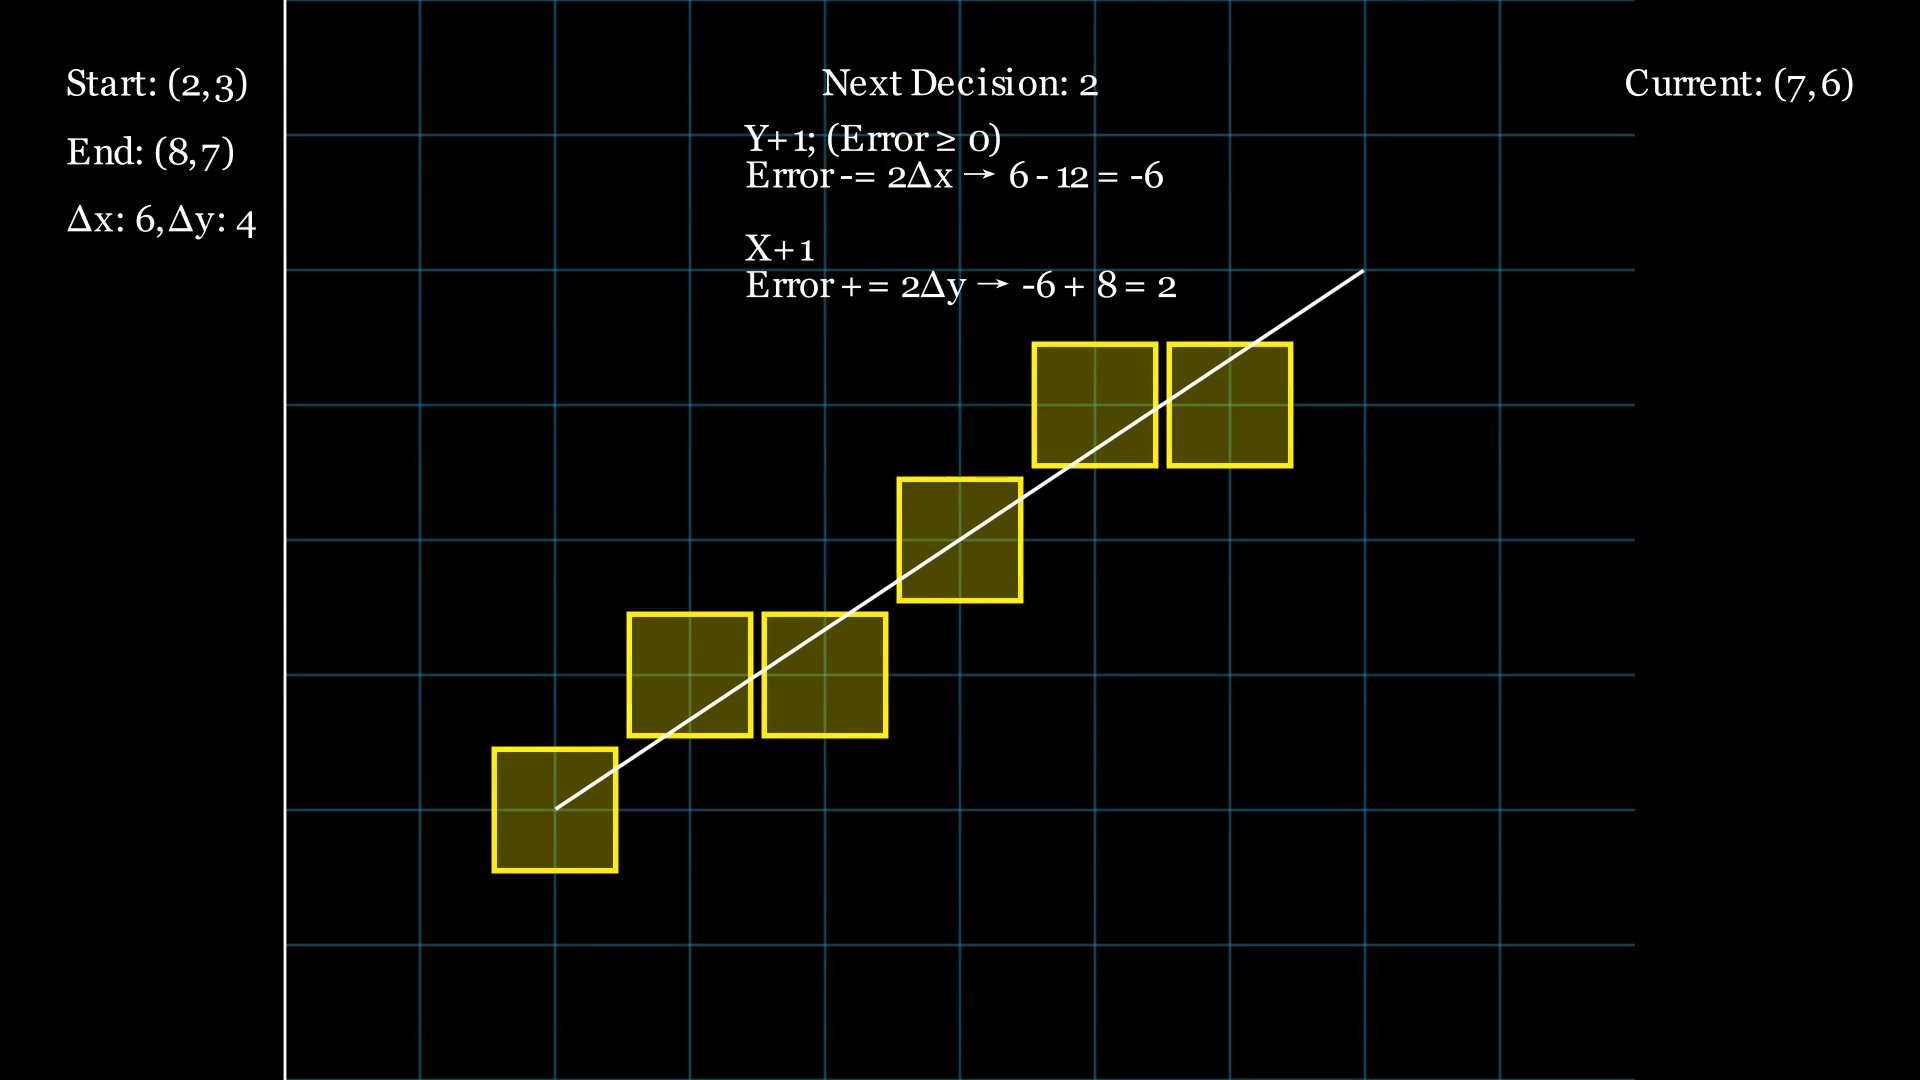 Start: (2,3)
End: (8,7)
Δx: 6, Δy: 4
Next Decision: 2
Y+1; (Error ≥ 0)
Error -= 2Δx → 6 - 12 = -6
X+1
Error += 2Δy → -6 + 8 = 2
Current: (7,6)